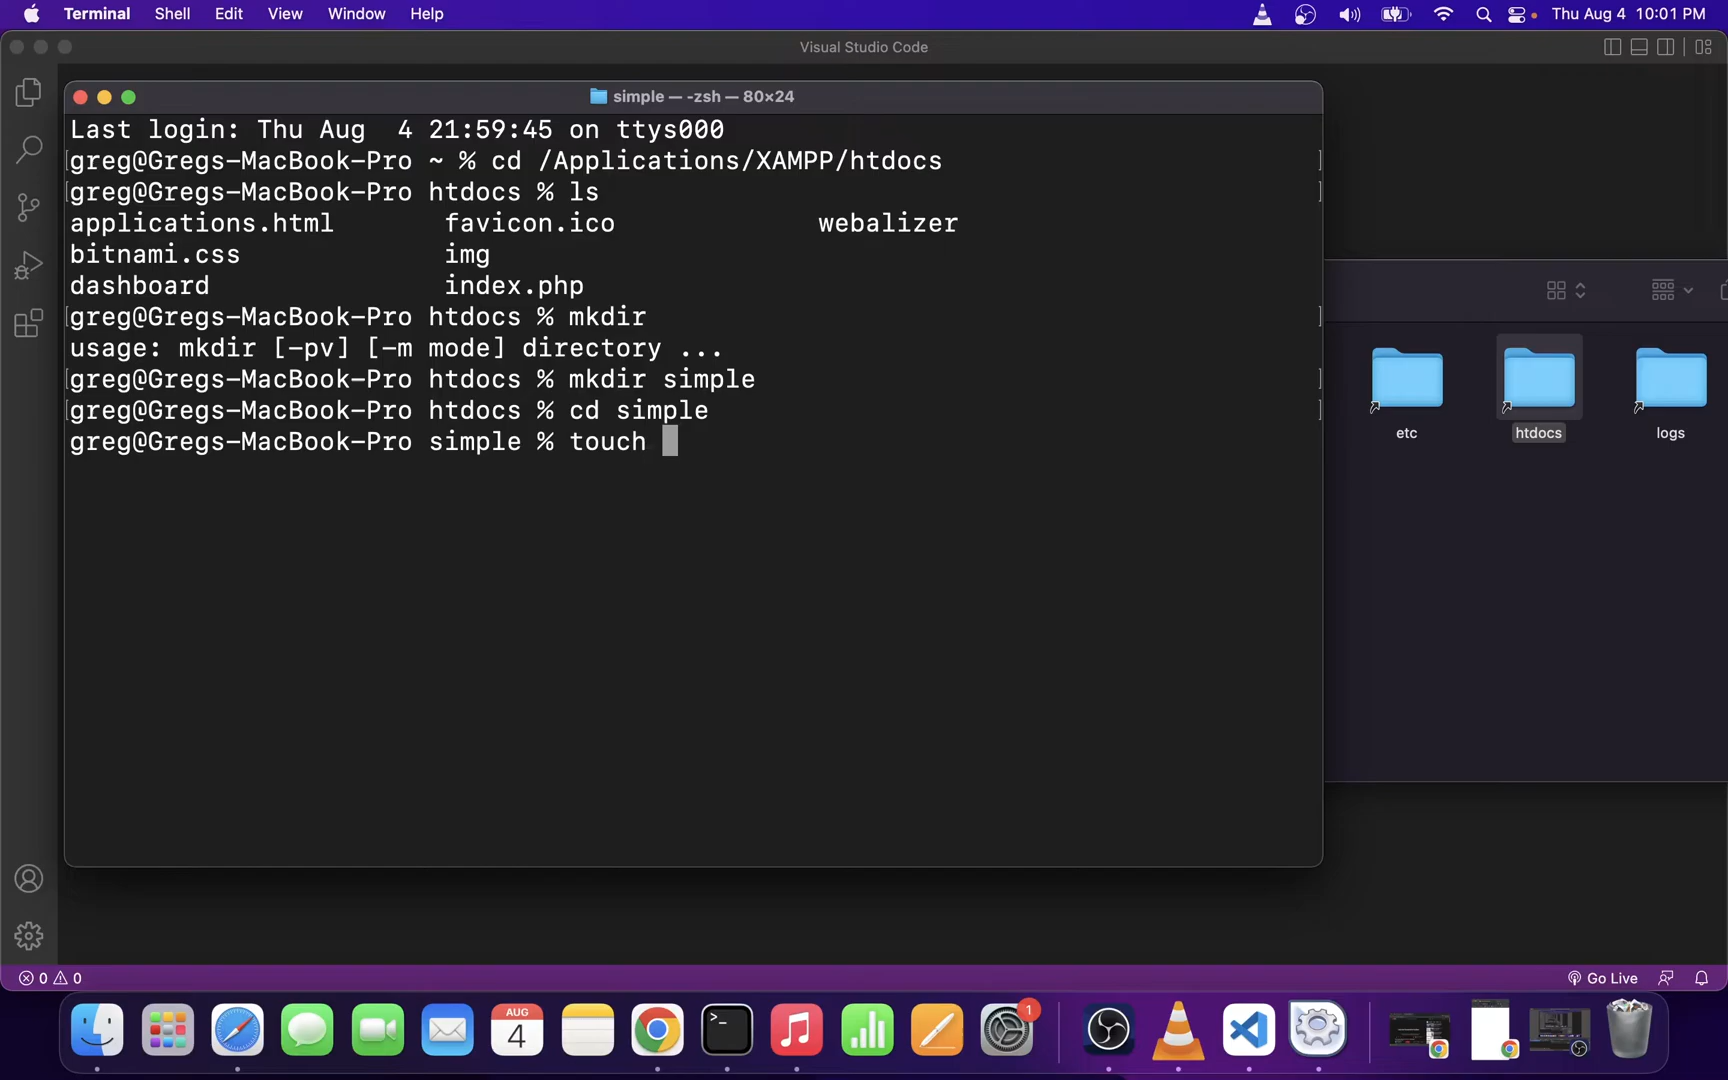 Terminal Shell Edit View Window Help Thu Aug 4 10:01 PM
Visual Studio Code
simple — -zsh — 80×24
Last login: Thu Aug  4 21:59:45 on ttys000
greg@Gregs-MacBook-Pro ~ % cd /Applications/XAMPP/htdocs
greg@Gregs-MacBook-Pro htdocs % ls
applications.html favicon.ico webalizer
bitnami.css img
dashboard index.php
greg@Gregs-MacBook-Pro htdocs % mkdir
usage: mkdir [-pv] [-m mode] directory ...
greg@Gregs-MacBook-Pro htdocs % mkdir simple
greg@Gregs-MacBook-Pro htdocs % cd simple
greg@Gregs-MacBook-Pro simple % touch
etc htdocs logs
0 0 Go Live
AUG
4
1